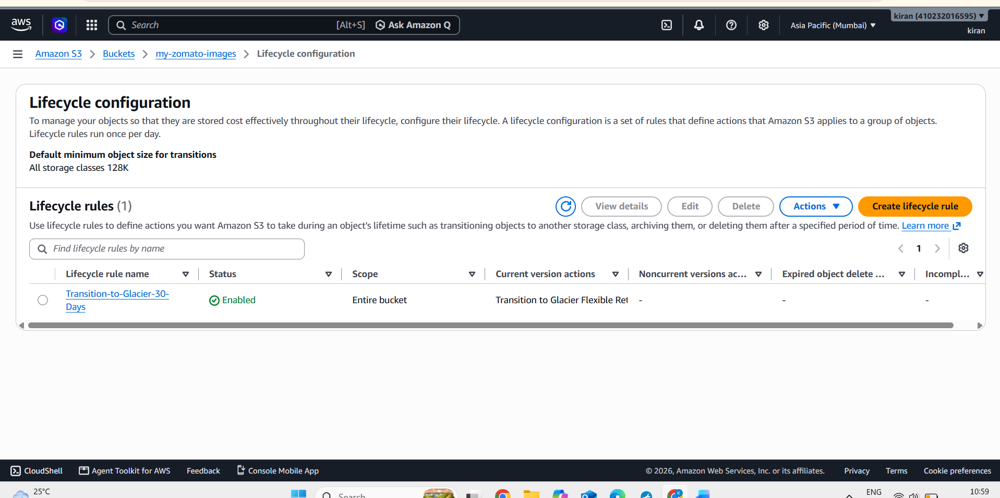 aws
Search [Alt+S] Ask Amazon Q
Asia Pacific (Mumbai)
kiran (410232016595)
kiran
Amazon S3 > Buckets > my-zomato-images > Lifecycle configuration
Lifecycle configuration
To manage your objects so that they are stored cost effectively throughout their lifecycle, configure their lifecycle. A lifecycle configuration is a set of rules that define actions that Amazon S3 applies to a group of objects.
Lifecycle rules run once per day.
Default minimum object size for transitions
All storage classes 128K
Lifecycle rules (1)
View details Edit Delete Actions Create lifecycle rule
Use lifecycle rules to define actions you want Amazon S3 to take during an object's lifetime such as transitioning objects to another storage class, archiving them, or deleting them after a specified period of time. Learn more
Find lifecycle rules by name
1
Lifecycle rule name Status Scope Current version actions Noncurrent versions ac... Expired object delete ... Incompl...
Transition-to-Glacier-30-
Days
Enabled Entire bucket Transition to Glacier Flexible Ret - - -
CloudShell Agent Toolkit for AWS Feedback Console Mobile App © 2026, Amazon Web Services, Inc. or its affiliates. Privacy Terms Cookie preferences
25°C
Search
ENG
10:59